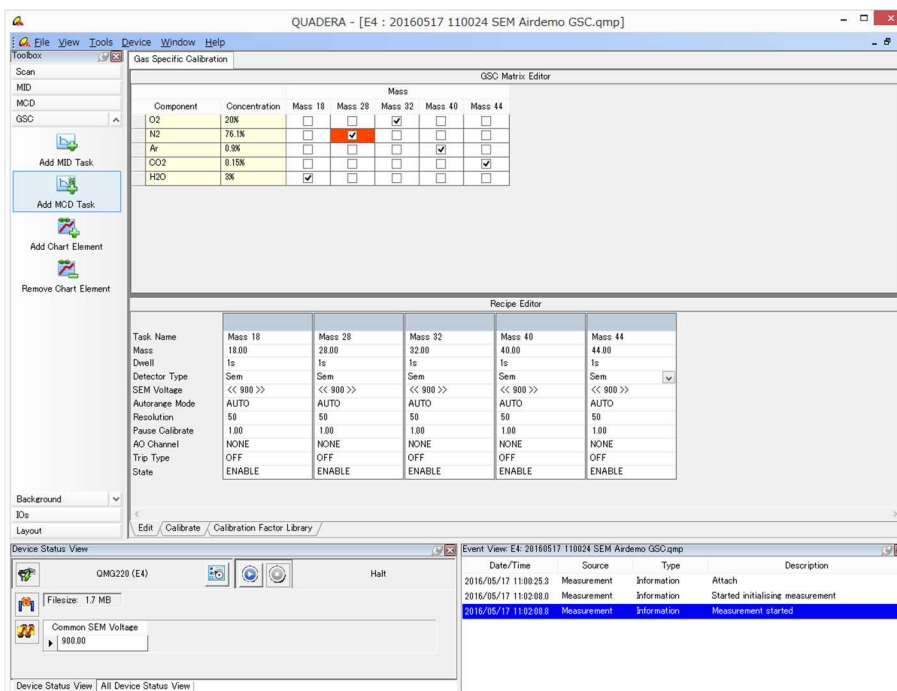 QUADERA - [E4 : 20160517 110024 SEM Airdemo GSC.qmp]
File View Tools Device Window Help
Toolbox
Scan
MID
MCD
GSC
Add MID Task
Add MCD Task
Add Chart Element
Remove Chart Element
Background
IOs
Layout
Gas Specific Calibration
GSC Matrix Editor
Mass
Component Concentration Mass 18 Mass 28 Mass 32 Mass 40 Mass 44
O2 20%
N2 76.1%
Ar 0.9%
CO2 0.15%
H2O 3%
Recipe Editor
Task Name Mass 18 Mass 28 Mass 32 Mass 40 Mass 44
Mass 18.00 28.00 32.00 40.00 44.00
Dwell 1s 1s 1s 1s 1s
Detector Type Sem Sem Sem Sem Sem
SEM Voltage << 900 >> << 900 >> << 900 >> << 900 >> << 900 >>
Autorange Mode AUTO AUTO AUTO AUTO AUTO
Resolution 50 50 50 50 50
Pause Calibrate 1.00 1.00 1.00 1.00 1.00
AO Channel NONE NONE NONE NONE NONE
Trip Type OFF OFF OFF OFF OFF
State ENABLE ENABLE ENABLE ENABLE ENABLE
Edit Calibrate Calibration Factor Library
Device Status View
QMG220 (E4) Halt
Filesize: 1.7 MB
Common SEM Voltage
900.00
Device Status View All Device Status View
Event View: E4: 20160517 110024 SEM Airdemo GSC.qmp
Date/Time Source Type Description
2016/05/17 11:00:25.3 Measurement Information Attach
2016/05/17 11:02:08.0 Measurement Information Started initialising measurement
2016/05/17 11:02:08.8 Measurement Information Measurement started